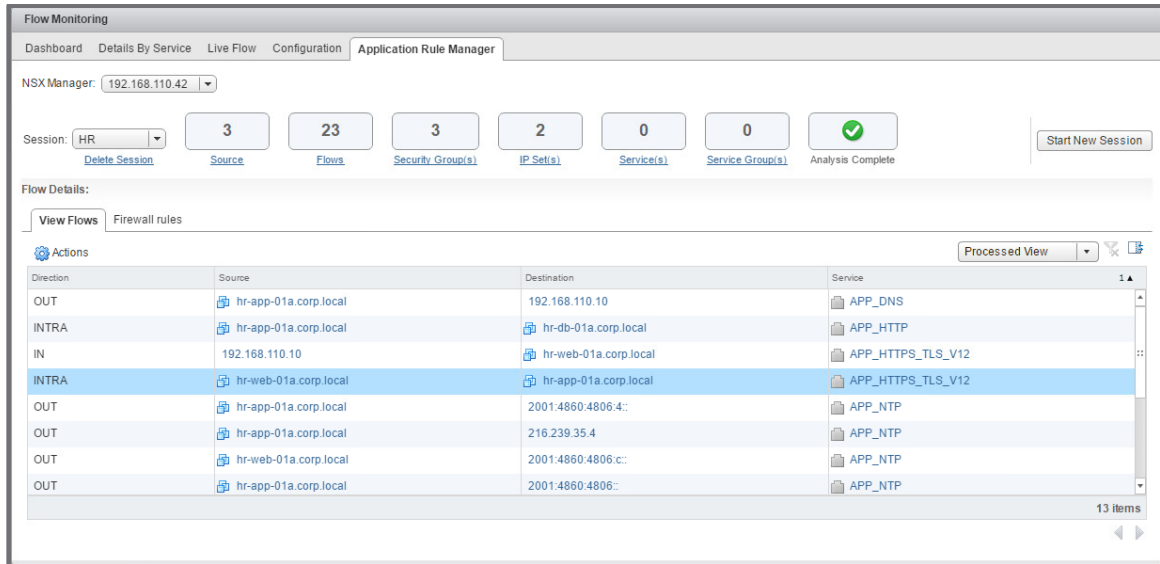 Flow Monitoring
Dashboard Details By Service Live Flow Configuration Application Rule Manager
NSX Manager: 192.168.110.42
Session: HR 3 23 3 2 0 0 Start New Session
Delete Session Source Flows Security Group(s) IP Set(s) Service(s) Service Group(s) Analysis Complete
Flow Details:
View Flows Firewall rules
Actions Processed View
Direction Source Destination Service 1
OUT hr-app-01a.corp.local 192.168.110.10 APP_DNS
INTRA hr-app-01a.corp.local hr-db-01a.corp.local APP_HTTP
IN 192.168.110.10 hr-web-01a.corp.local APP_HTTPS_TLS_V12
INTRA hr-web-01a.corp.local hr-app-01a.corp.local APP_HTTPS_TLS_V12
OUT hr-app-01a.corp.local 2001:4860:4806:4:: APP_NTP
OUT hr-app-01a.corp.local 216.239.35.4 APP_NTP
OUT hr-web-01a.corp.local 2001:4860:4806:c:: APP_NTP
OUT hr-app-01a.corp.local 2001:4860:4806:: APP_NTP
13 items